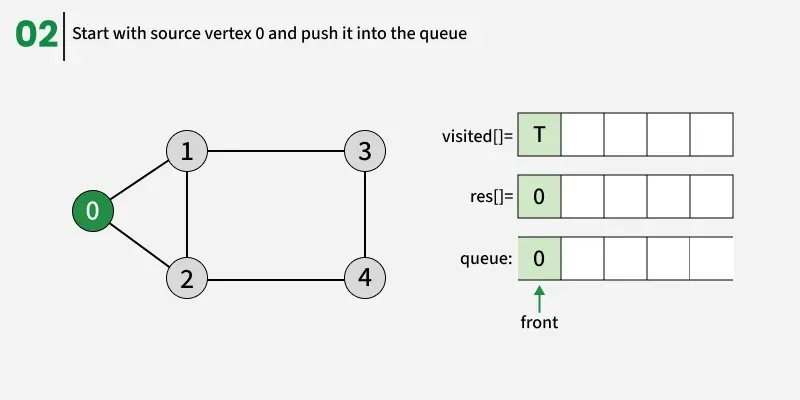 02 Start with source vertex 0 and push it into the queue
1
3
0
2
4
visited[]= T
res[]= 0
queue: 0
front